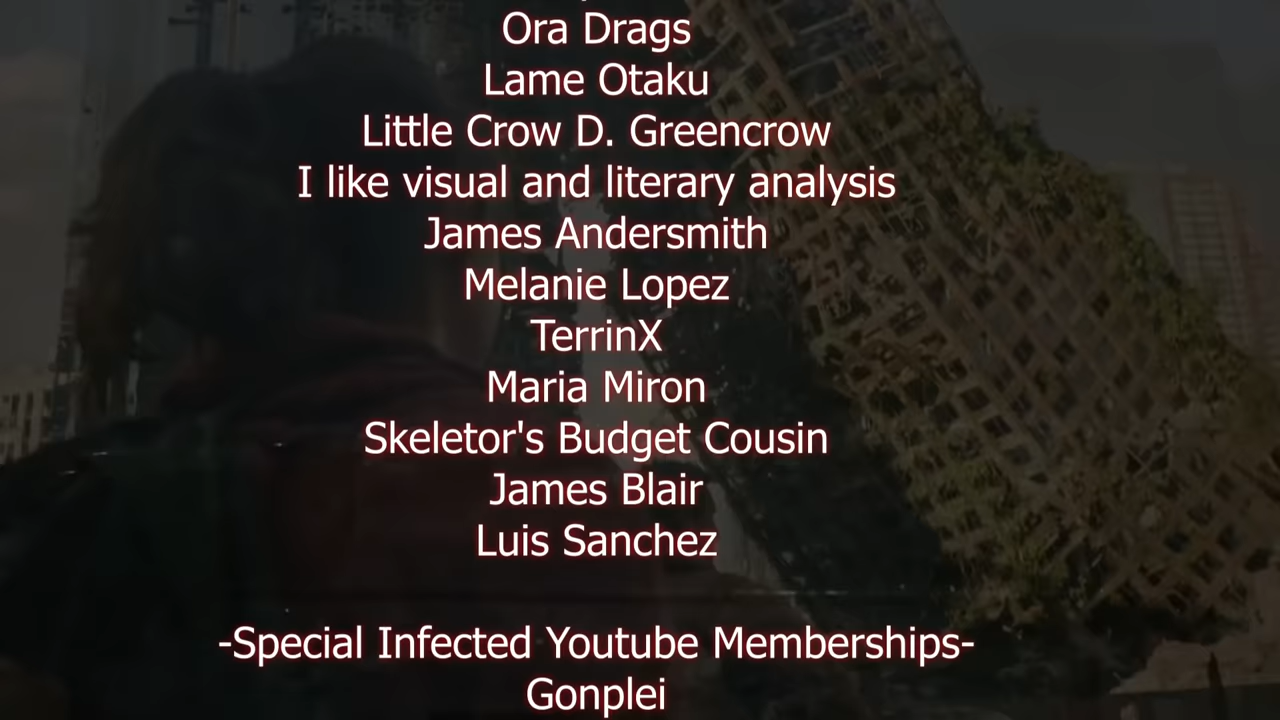 Ora Drags
Lame Otaku
Little Crow D. Greencrow
I like visual and literary analysis
James Andersmith
Melanie Lopez
TerrinX
Maria Miron
Skeletor's Budget Cousin
James Blair
Luis Sanchez
-Special Infected Youtube Memberships-
Gonplei